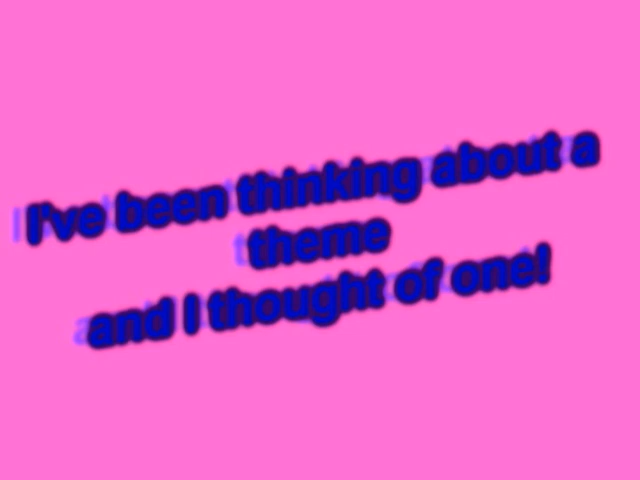 I've been thinking about a
theme
and I thought of one!